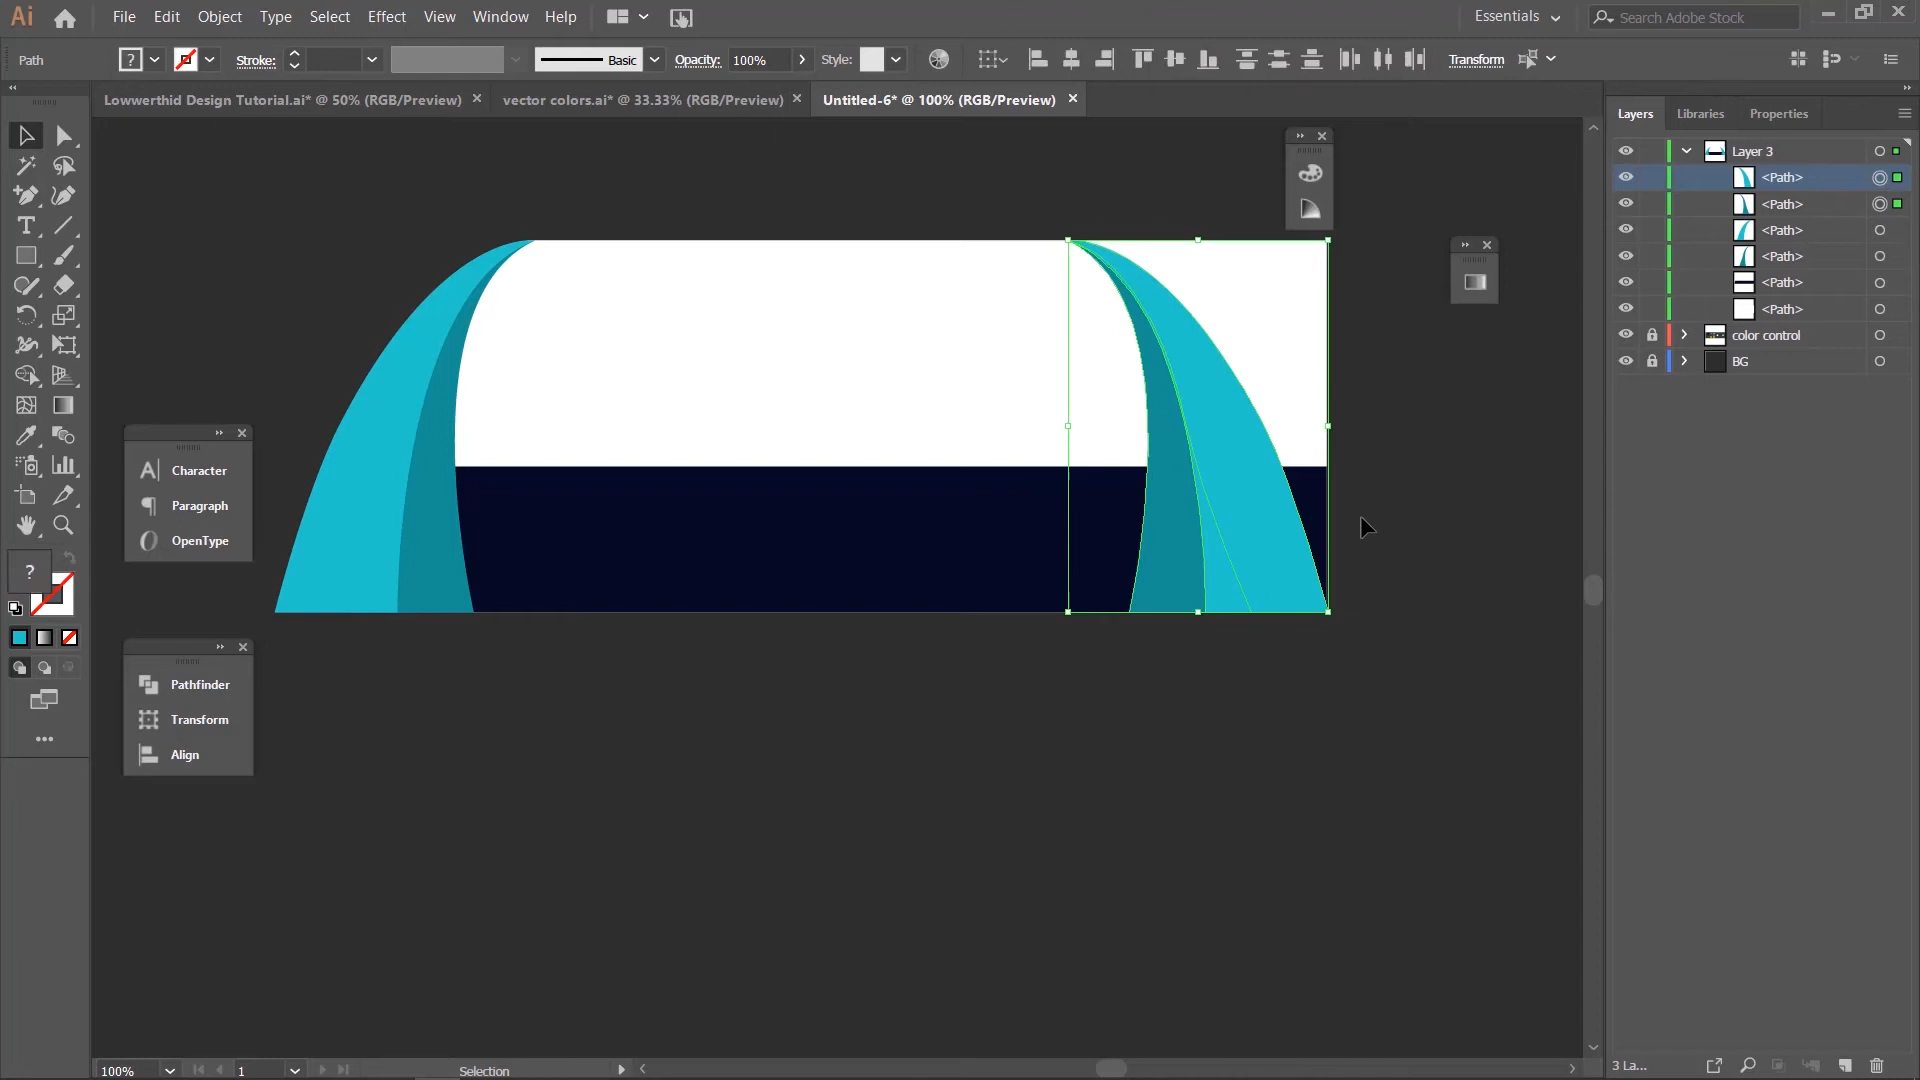 Ai File Edit Object Type Select Effect View Window Help Essentials Search Adobe Stock
Path ? Stroke: Basic Opacity: 100% Style: Transform
Lowwerthid Design Tutorial.ai* @ 50% (RGB/Preview) vector colors.ai* @ 33.33% (RGB/Preview) Untitled-6* @ 100% (RGB/Preview)
Layers Libraries Properties
Layer 3
<Path>
<Path>
<Path>
<Path>
<Path>
<Path>
color control
BG
Character
Paragraph
OpenType
?
Pathfinder
Transform
Align
100% 1 Selection
3 La...